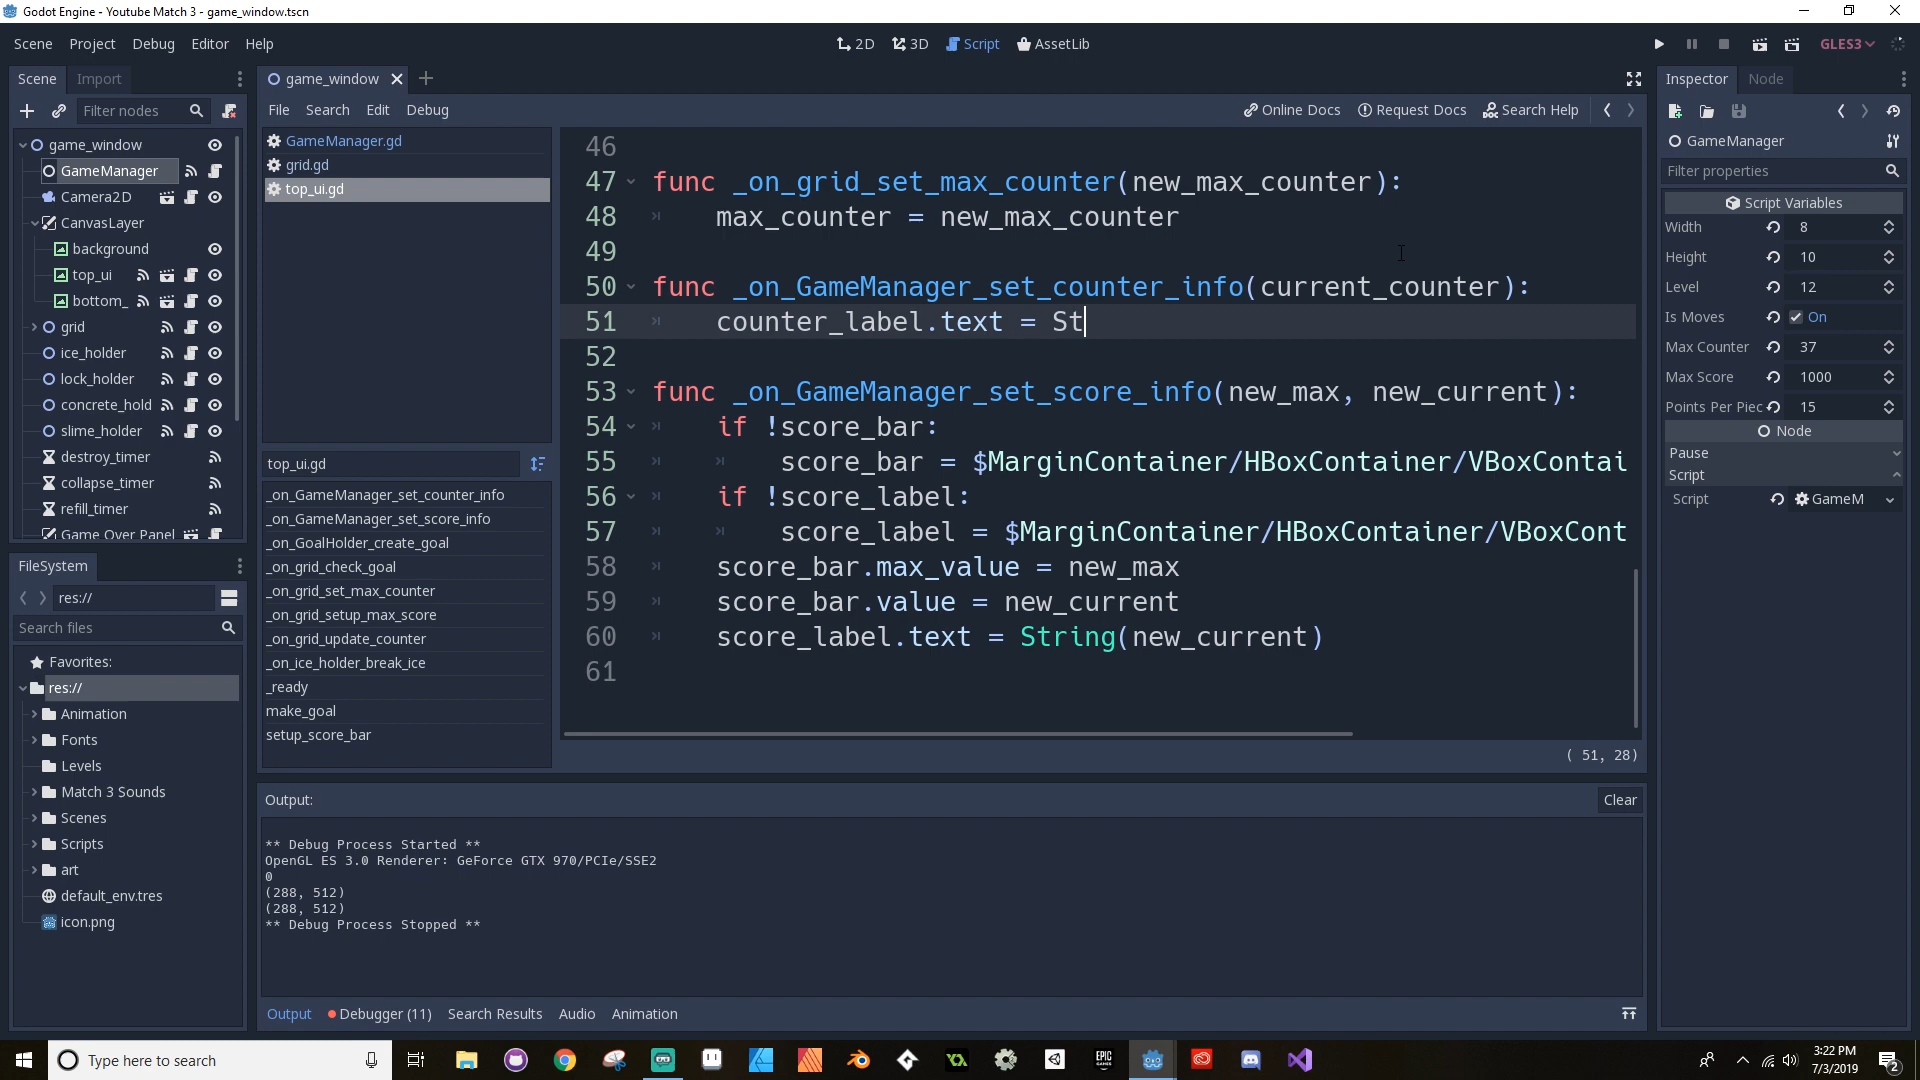 Godot Engine - Youtube Match 3 - game_window.tscn
Scene Project Debug Editor Help
2D 3D Script AssetLib
GLES3
Scene Import
Filter nodes
game_window
GameManager
Camera2D
CanvasLayer
background
top_ui
bottom_
grid
ice_holder
lock_holder
concrete_hold
slime_holder
destroy_timer
collapse_timer
refill_timer
Game Over Panel
FileSystem
res://
Search files
Favorites:
res://
Animation
Fonts
Levels
Match 3 Sounds
Scenes
Scripts
art
default_env.tres
icon.png
game_window
File Search Edit Debug
Online Docs Request Docs Search Help
GameManager.gd
grid.gd
top_ui.gd
top_ui.gd
_on_GameManager_set_counter_info
_on_GameManager_set_score_info
_on_GoalHolder_create_goal
_on_grid_check_goal
_on_grid_set_max_counter
_on_grid_setup_max_score
_on_grid_update_counter
_on_ice_holder_break_ice
_ready
make_goal
setup_score_bar
46
47 func _on_grid_set_max_counter(new_max_counter):
48 max_counter = new_max_counter
49
50 func _on_GameManager_set_counter_info(current_counter):
51 counter_label.text = St
52
53 func _on_GameManager_set_score_info(new_max, new_current):
54 if !score_bar:
55 score_bar = $MarginContainer/HBoxContainer/VBoxContai
56 if !score_label:
57 score_label = $MarginContainer/HBoxContainer/VBoxCont
58 score_bar.max_value = new_max
59 score_bar.value = new_current
60 score_label.text = String(new_current)
61
( 51, 28)
Output:
Clear
** Debug Process Started **
OpenGL ES 3.0 Renderer: GeForce GTX 970/PCIe/SSE2
0
(288, 512)
(288, 512)
** Debug Process Stopped **
Output Debugger (11) Search Results Audio Animation
Inspector Node
GameManager
Filter properties
Script Variables
Width 8
Height 10
Level 12
Is Moves On
Max Counter 37
Max Score 1000
Points Per Piec 15
Node
Pause
Script
Script GameM
Type here to search
EPIC GAMES
3:22 PM
7/3/2019
2